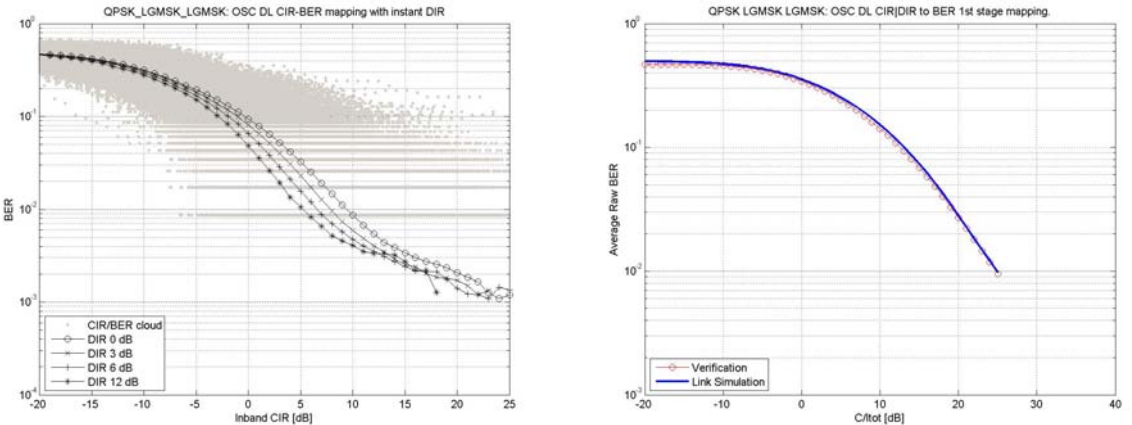 QPSK_LGMSK_LGMSK: OSC DL CIR-BER mapping with instant DIR
10^0
10^-1
10^-2
10^-3
10^-4
BER
CIR/BER cloud
DIR 0 dB
DIR 3 dB
DIR 6 dB
DIR 12 dB
-20 -15 -10 -5 0 5 10 15 20 25
Inband CIR [dB]
QPSK LGMSK LGMSK: OSC DL CIR|DIR to BER 1st stage mapping.
10^0
10^-1
10^-2
10^-3
Average Raw BER
Verification
Link Simulation
-20 -10 0 10 20 30 40
C/Itot [dB]